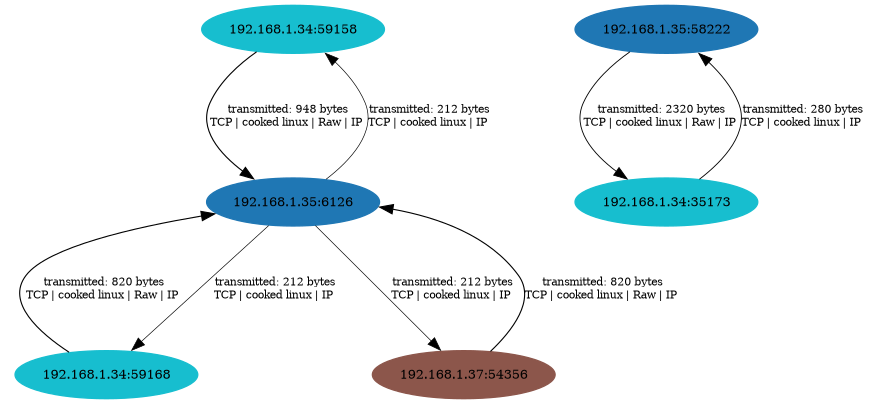 192.168.1.34:59158
192.168.1.35:58222
transmitted: 948 bytes
TCP | cooked linux | Raw | IP
transmitted: 212 bytes
TCP | cooked linux | IP
transmitted: 2320 bytes
TCP | cooked linux | Raw | IP
transmitted: 280 bytes
TCP | cooked linux | IP
192.168.1.35:6126
192.168.1.34:35173
transmitted: 820 bytes
TCP | cooked linux | Raw | IP
transmitted: 212 bytes
TCP | cooked linux | IP
transmitted: 212 bytes
TCP | cooked linux | IP
transmitted: 820 bytes
TCP | cooked linux | Raw | IP
192.168.1.34:59168
192.168.1.37:54356